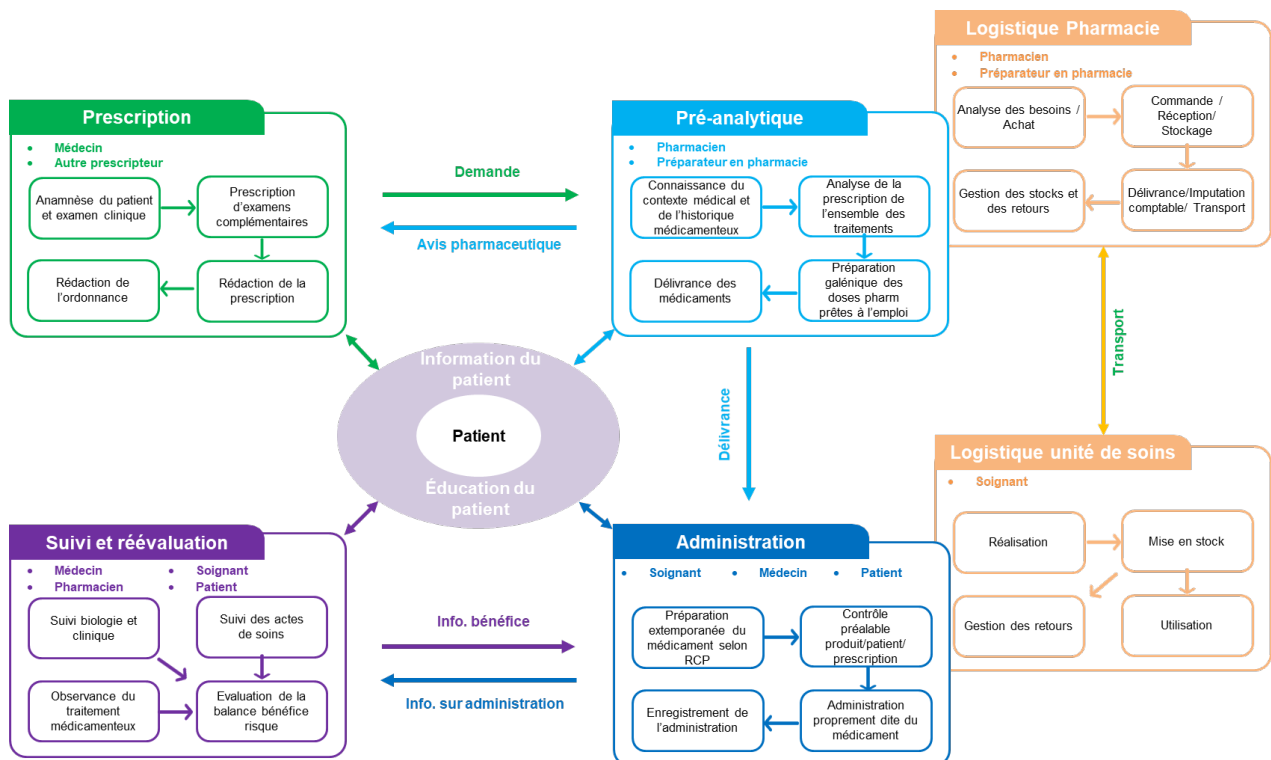 Logistique Pharmacie
Pharmacien
Préparateur en pharmacie
Analyse des besoins /
Achat
Commande /
Réception/
Stockage
Gestion des stocks et
des retours
Délivrance/Imputation
comptable/ Transport
Prescription
Médecin
Autre prescripteur
Anamnèse du patient
et examen clinique
Prescription
d’examens
complémentaires
Rédaction de
l’ordonnance
Rédaction de la
prescription
Demande
Avis pharmaceutique
Pré-analytique
Pharmacien
Préparateur en pharmacie
Connaissance du
contexte médical et
de l’historique
médicamenteux
Analyse de la
prescription de
l’ensemble des
traitements
Délivrance des
médicaments
Préparation
galénique des
doses pharm
prêtes à l’emploi
Transport
Information du
patient
Patient
Éducation du
patient
Délivrance
Logistique unité de soins
Soignant
Réalisation
Mise en stock
Gestion des retours
Utilisation
Suivi et réévaluation
Médecin
Pharmacien
Soignant
Patient
Suivi biologie et
clinique
Suivi des actes
de soins
Observance du
traitement
médicamenteux
Evaluation de la
balance bénéfice
risque
Info. bénéfice
Info. sur administration
Administration
Soignant
Médecin
Patient
Préparation
extemporanée du
médicament selon
RCP
Contrôle
préalable
produit/patient/
prescription
Enregistrement de
l’administration
Administration
proprement dite du
médicament